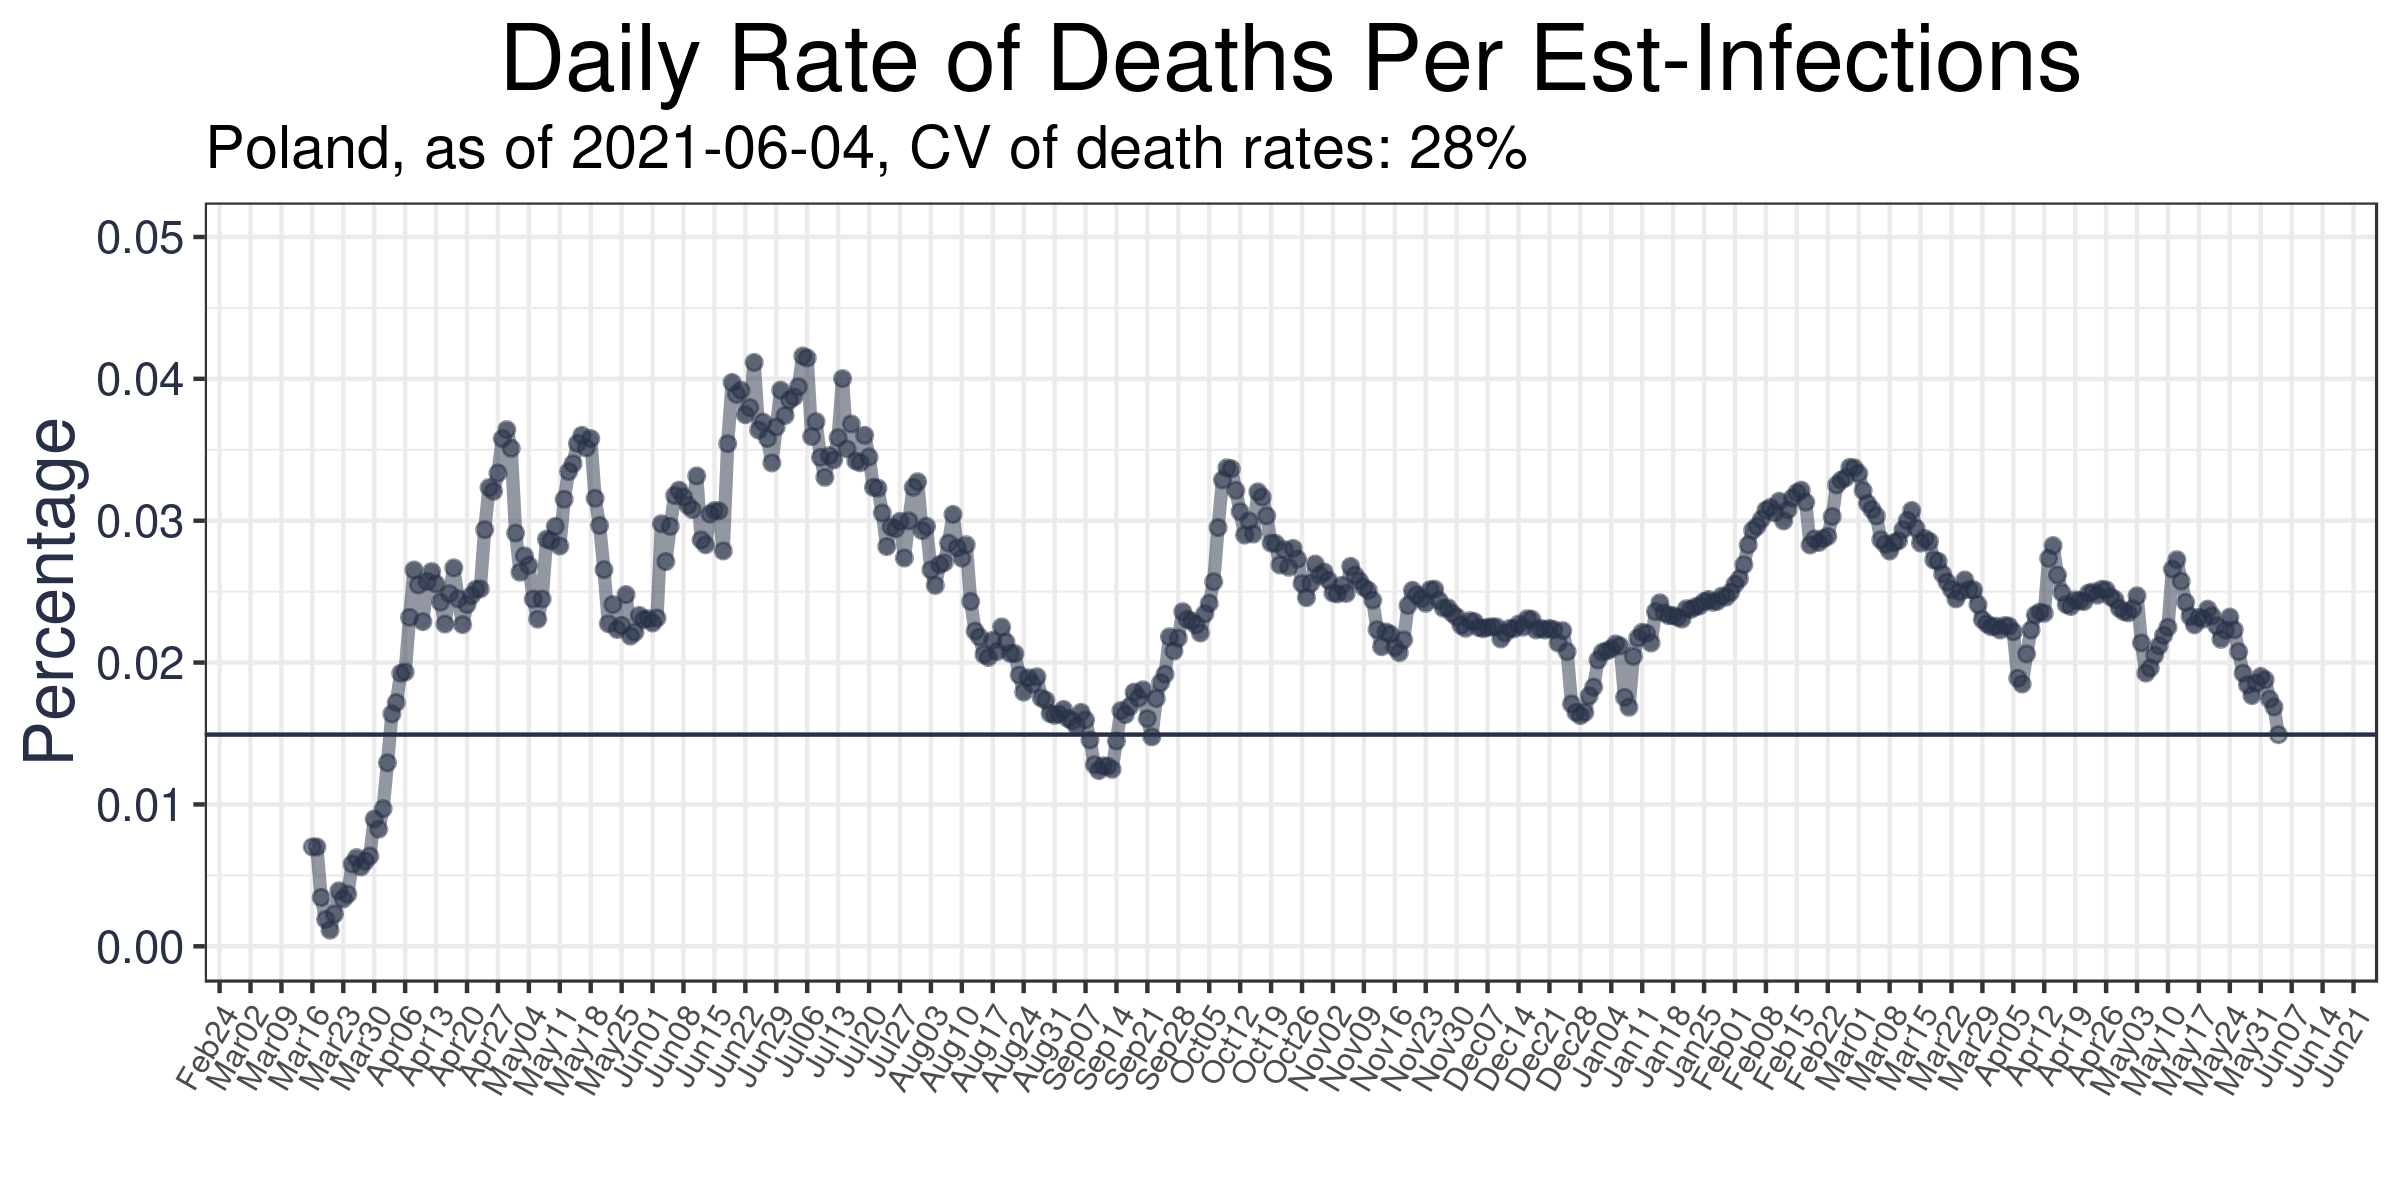 Daily Rate of Deaths Per Est-Infections
Poland, as of 2021-06-04, CV of death rates: 28%
Percentage
0.05
0.04
0.03
0.02
0.01
0.00
Feb24 Mar02 Mar09 Mar16 Mar23 Mar30 Apr06 Apr13 Apr20 Apr27 May04 May11 May18 May25 Jun01 Jun08 Jun15 Jun22 Jun29 Jul06 Jul13 Jul20 Jul27 Aug03 Aug10 Aug17 Aug24 Aug31 Sep07 Sep14 Sep21 Sep28 Oct05 Oct12 Oct19 Oct26 Nov02 Nov09 Nov16 Nov23 Nov30 Dec07 Dec14 Dec21 Dec28 Jan04 Jan11 Jan18 Jan25 Feb01 Feb08 Feb15 Feb22 Mar01 Mar08 Mar15 Mar22 Mar29 Apr05 Apr12 Apr19 Apr26 May03 May10 May17 May24 May31 Jun07 Jun14 Jun21